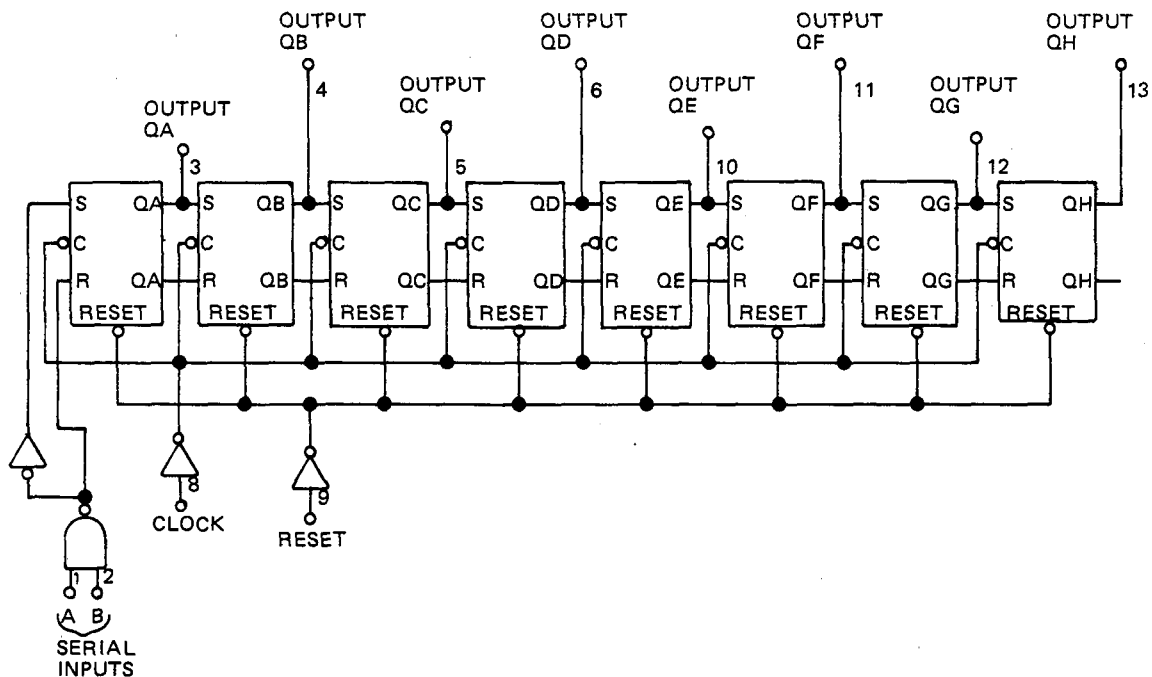 OUTPUT
QB
OUTPUT
QD
OUTPUT
QF
OUTPUT
QH
4
6
11
13
OUTPUT
QA
OUTPUT
QC
OUTPUT
QE
OUTPUT
QG
3
5
10
12
S QA S QB S QC S QD S QE S QF S QG S QH
C C C C C C C C
R QA R QB R QC R QD R QE R QF R QG R QH
RESET RESET RESET RESET RESET RESET RESET RESET
8
9
CLOCK
RESET
1 2
A B
SERIAL
INPUTS